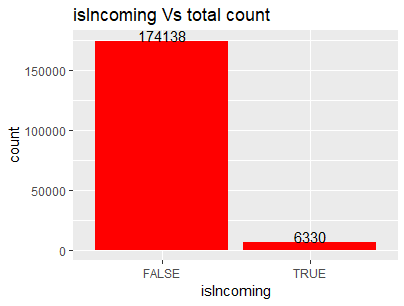 isIncoming Vs total count
174138
150000
100000
50000
6330
0
count
FALSE
TRUE
isIncoming